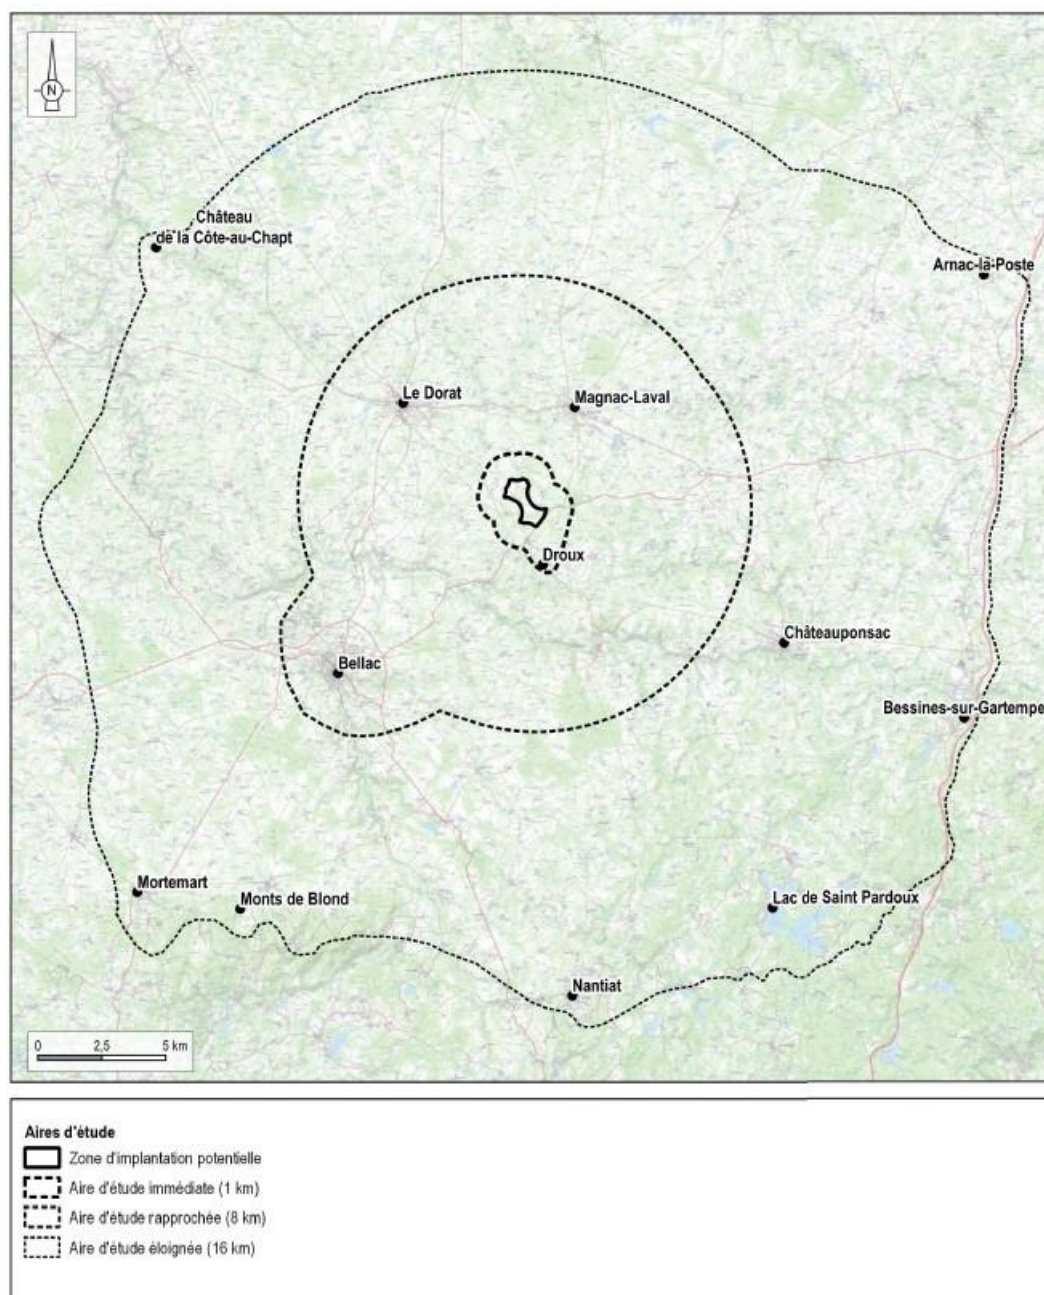 N
Château
de la Côte-au-Chapt
Arnac-la-Poste
Le Dorat
Magnac-Laval
Droux
Châteauponsac
Bellac
Bessines-sur-Gartempe
Mortemart
Monts de Blond
Lac de Saint Pardoux
Nantiat
0 2,5 5 km
Aires d'étude
Zone d'implantation potentielle
Aire d'étude immédiate (1 km)
Aire d'étude rapprochée (8 km)
Aire d'étude éloignée (16 km)